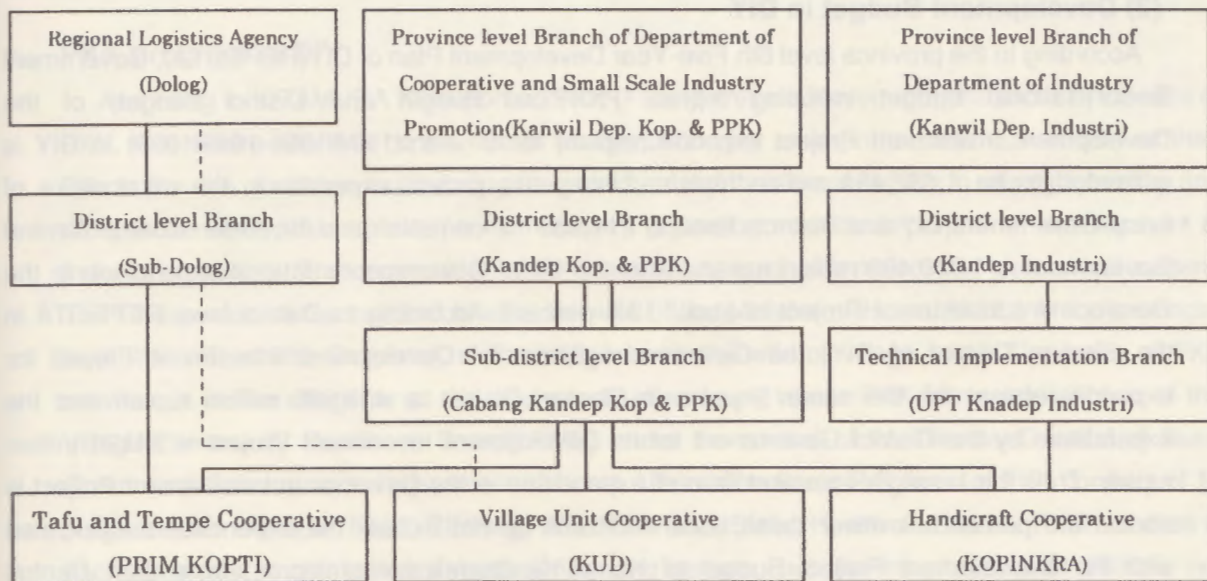 Regional Logistics Agency
(Dolog)
Province level Branch of Department of
Cooperative and Small Scale Industry
Promotion(Kanwil Dep. Kop. & PPK)
Province level Branch of
Department of Industry
(Kanwil Dep. Industri)
District level Branch
(Sub-Dolog)
District level Branch
(Kandep Kop. & PPK)
District level Branch
(Kandep Industri)
Sub-district level Branch
(Cabang Kandep Kop & PPK)
Technical Implementation Branch
(UPT Knadep Industri)
Tafu and Tempe Cooperative
(PRIM KOPTI)
Village Unit Cooperative
(KUD)
Handicraft Cooperative
(KOPINKRA)